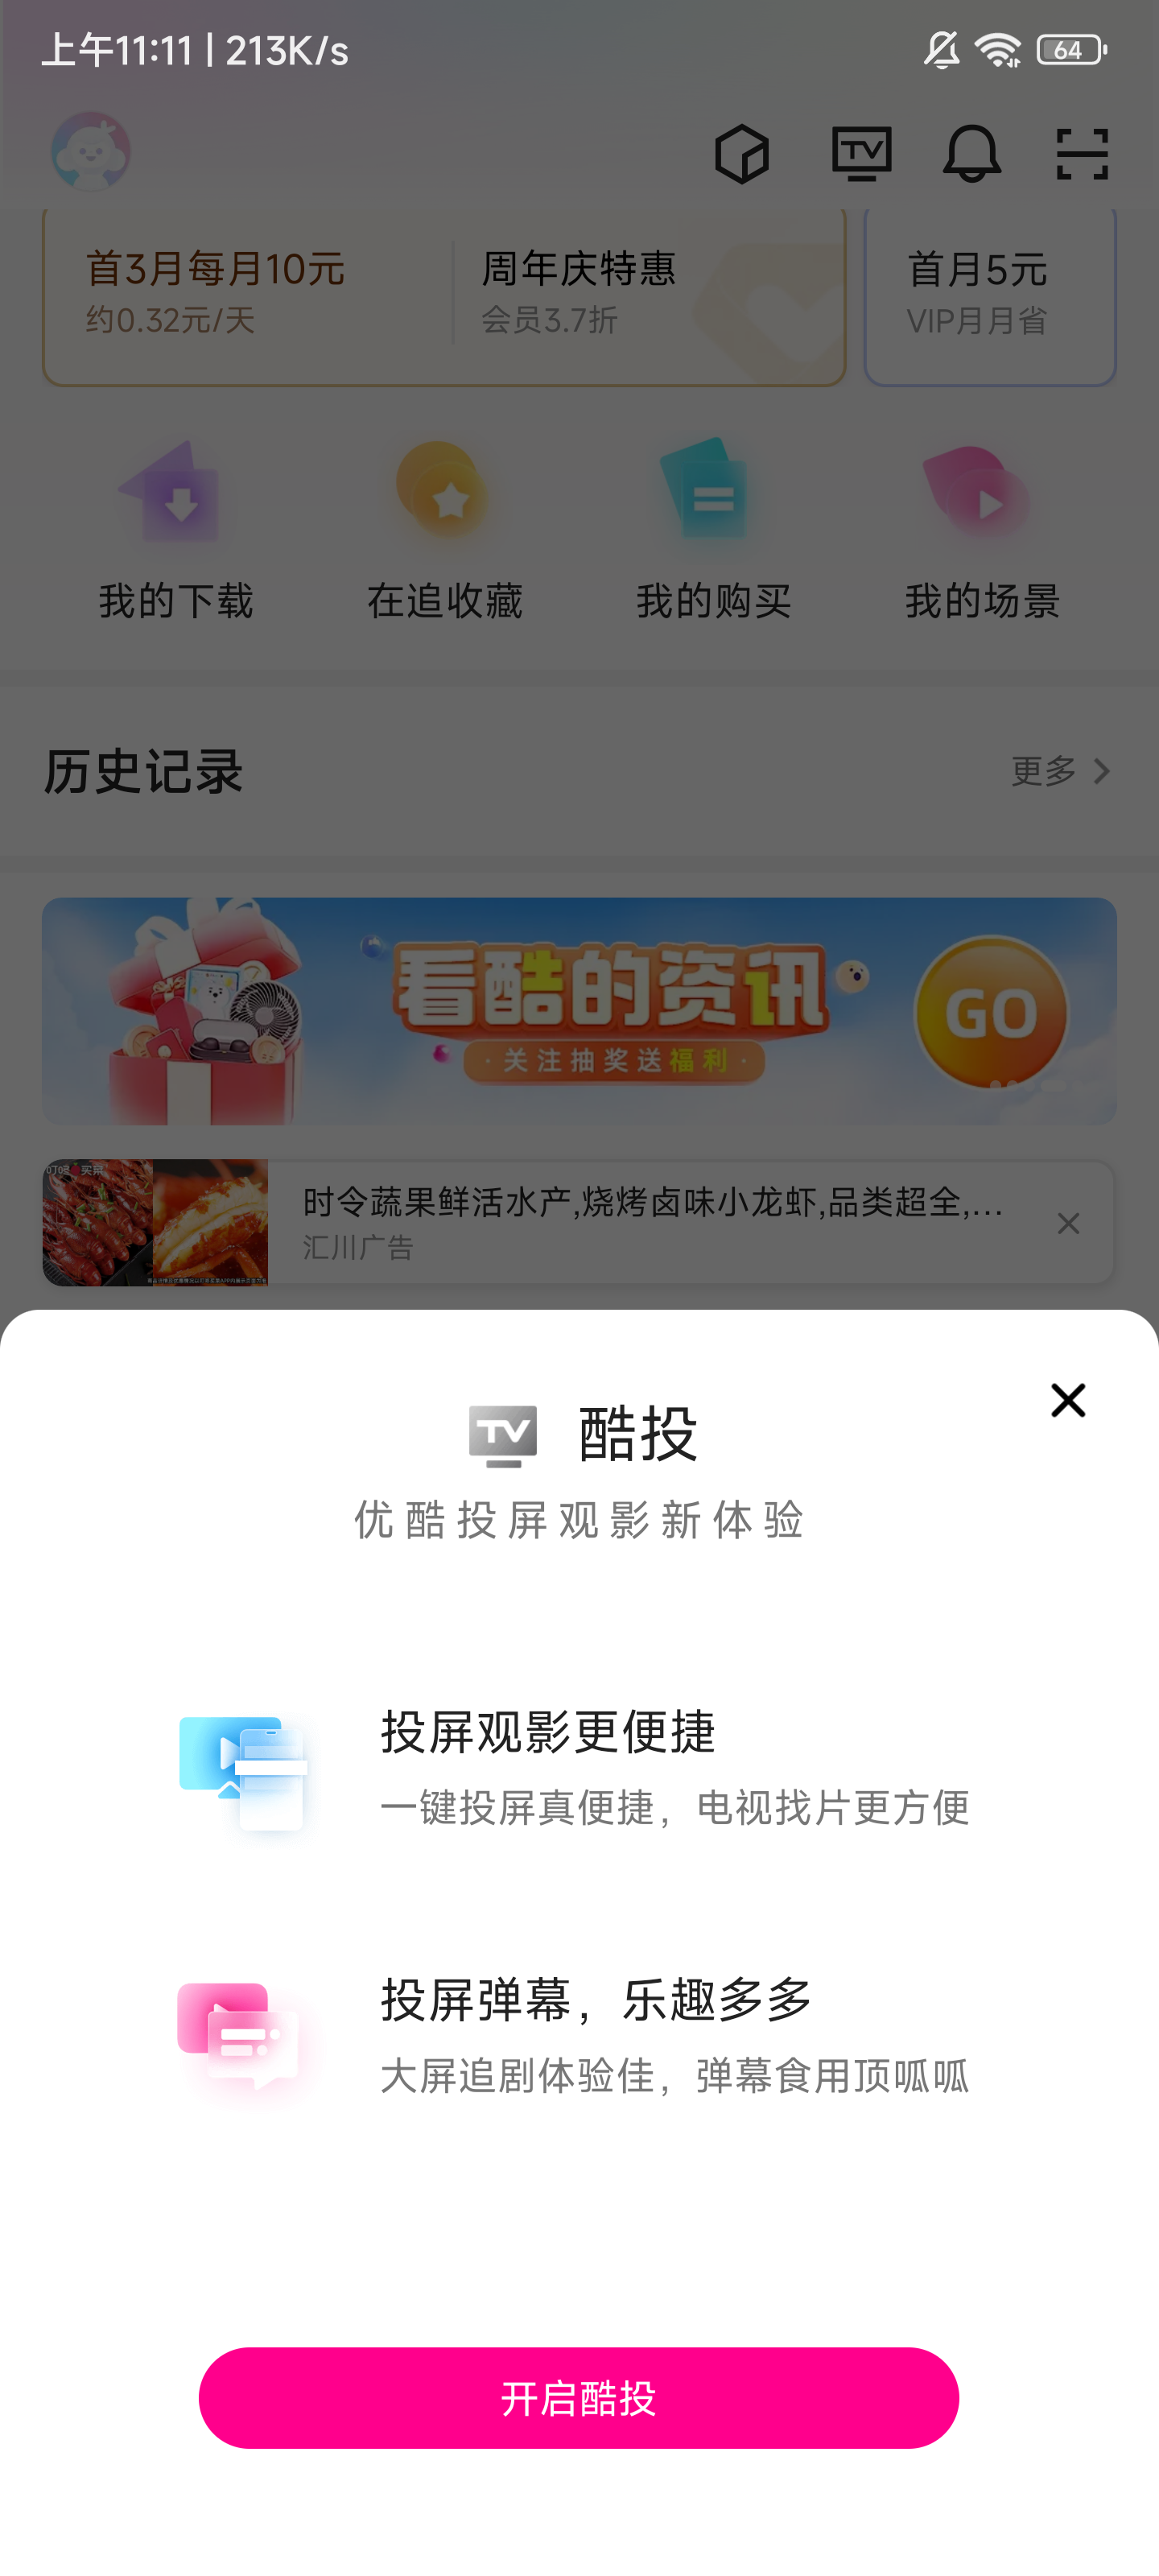 上午11:11 | 213K/s
64
TV
首3月每月10元
周年庆特惠
首月5元
约0.32元/天
会员3.7折
VIP月月省
我的下载
在追收藏
我的购买
我的场景
历史记录
更多
看酷的资讯
GO
·关注抽奖送福利·
叮咚买菜
时令蔬果鲜活水产,烧烤卤味小龙虾,品类超全,...
汇川广告
TV 酷投
优酷投屏观影新体验
投屏观影更便捷
一键投屏真便捷，电视找片更方便
投屏弹幕，乐趣多多
大屏追剧体验佳，弹幕食用顶呱呱
开启酷投